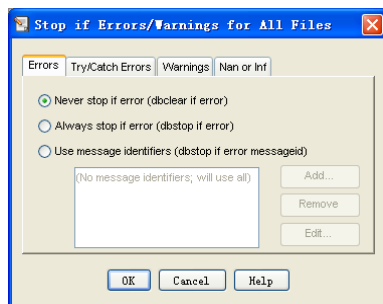 Stop if Errors/Warnings for All Files
Errors Try/Catch Errors Warnings Nan or Inf
Never stop if error (dbclear if error)
Always stop if error (dbstop if error)
Use message identifiers (dbstop if error messageid)
(No message identifiers; will use all)
Add...
Remove
Edit...
OK Cancel Help